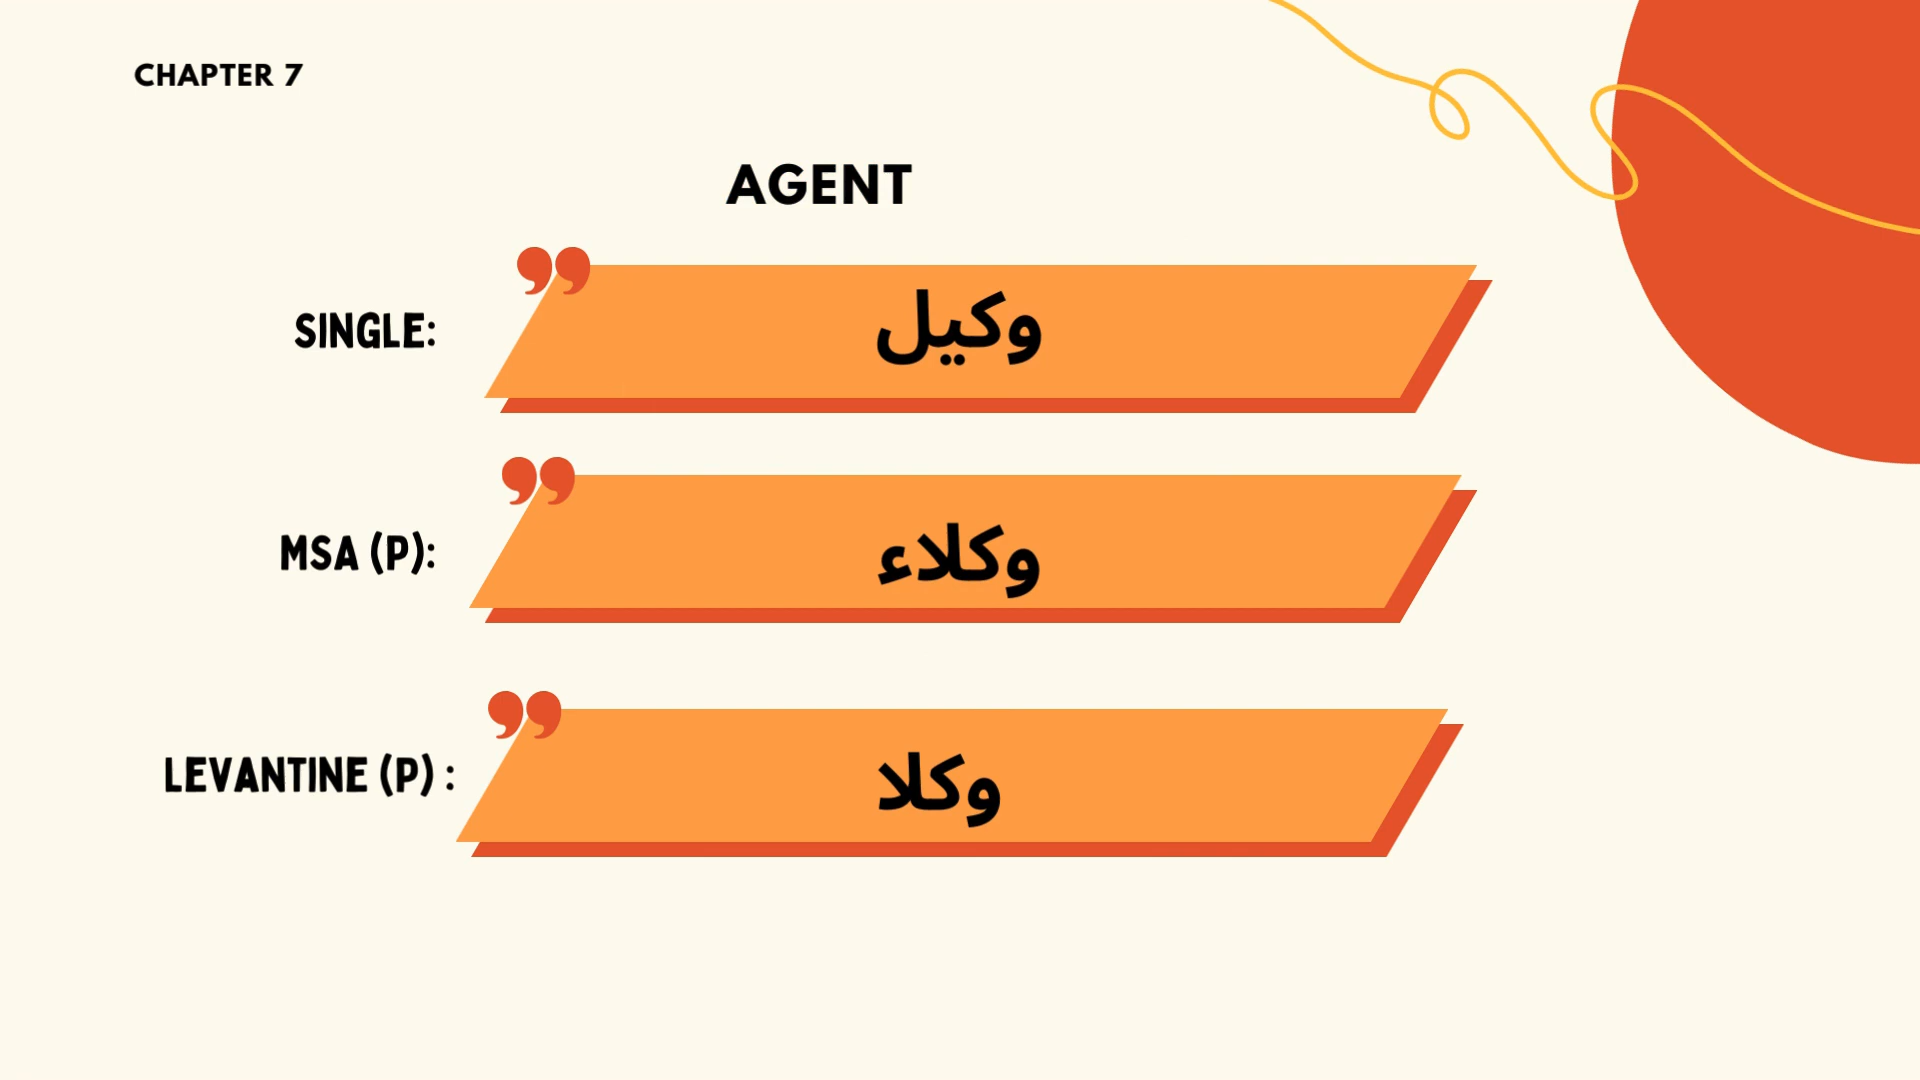 CHAPTER 7
AGENT
SINGLE:
وكيل
MSA (P):
وكلاء
LEVANTINE (P) :
وكلا